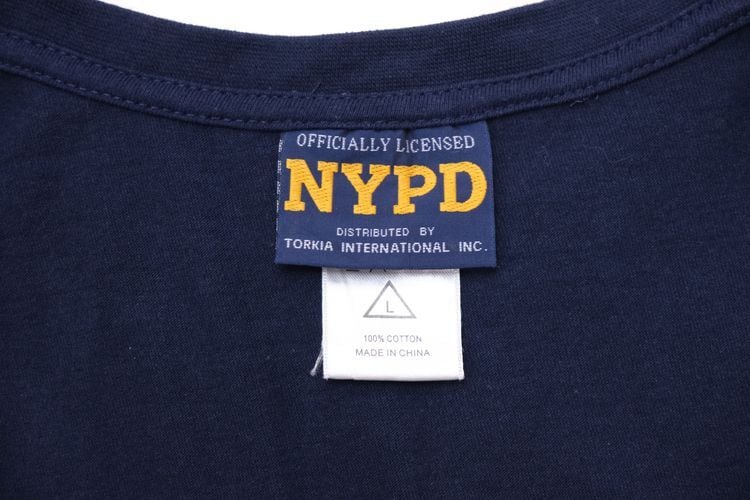 OFFICIALLY LICENSED
NYPD
DISTRIBUTED BY
TORKIA INTERNATIONAL INC.
L
100% COTTON
MADE IN CHINA